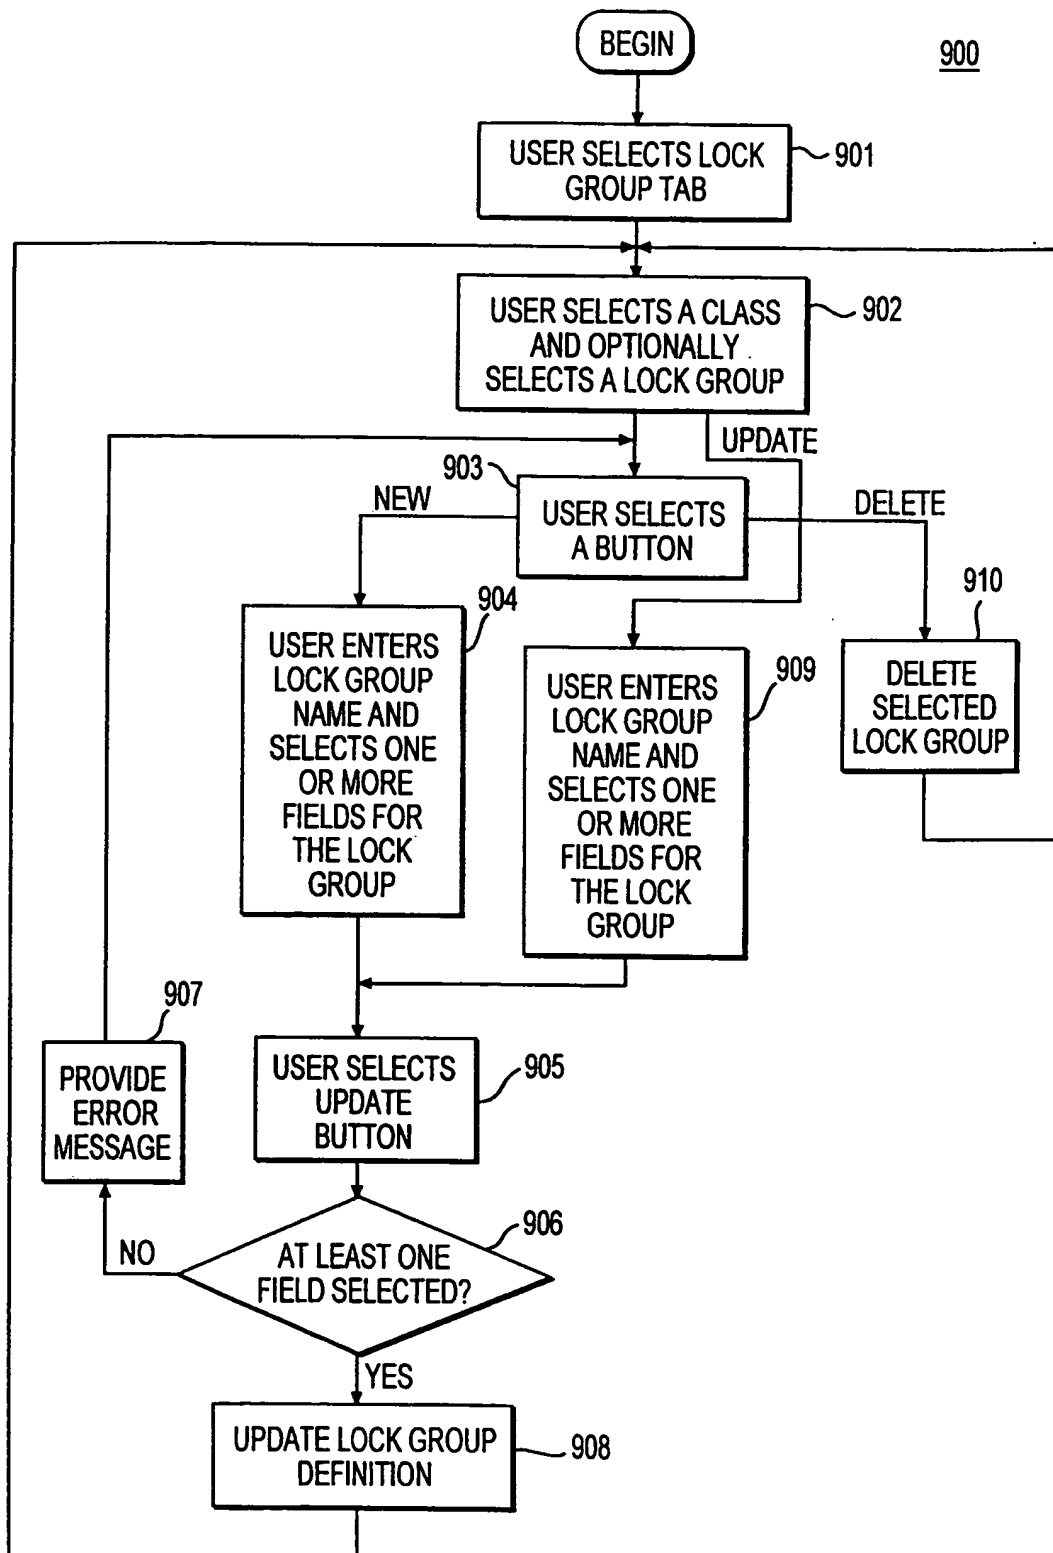 BEGIN
900
USER SELECTS LOCK
GROUP TAB
901
USER SELECTS A CLASS
AND OPTIONALLY
SELECTS A LOCK GROUP
902
UPDATE
903
NEW
USER SELECTS
A BUTTON
DELETE
904
USER ENTERS
LOCK GROUP
NAME AND
SELECTS ONE
OR MORE
FIELDS FOR
THE LOCK
GROUP
909
USER ENTERS
LOCK GROUP
NAME AND
SELECTS ONE
OR MORE
FIELDS FOR
THE LOCK
GROUP
910
DELETE
SELECTED
LOCK GROUP
907
PROVIDE
ERROR
MESSAGE
USER SELECTS
UPDATE
BUTTON
905
906
NO
AT LEAST ONE
FIELD SELECTED?
YES
UPDATE LOCK GROUP
DEFINITION
908